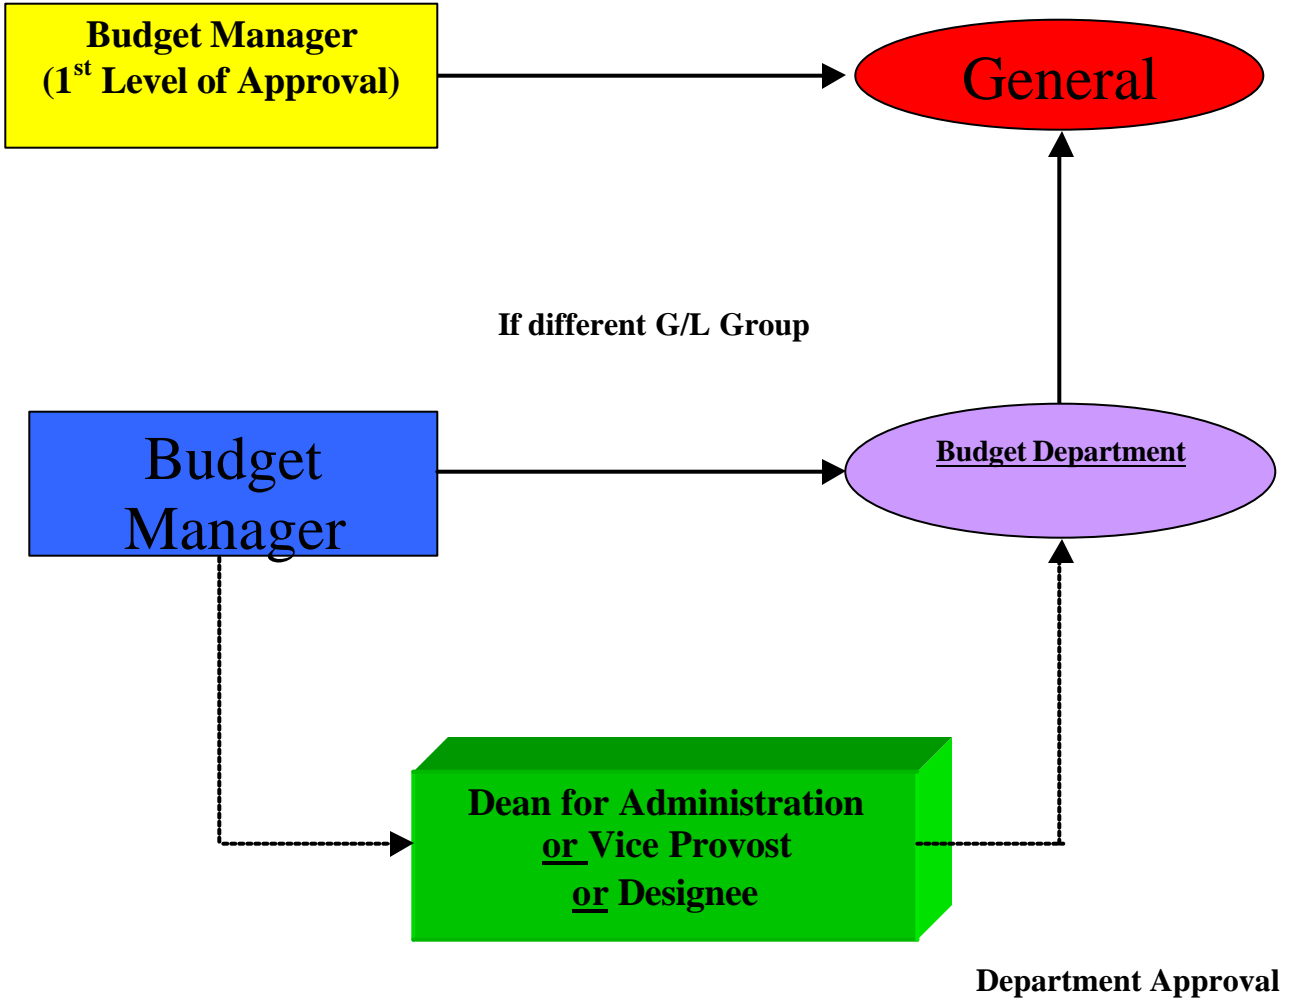 Budget Manager
(1st Level of Approval)
General
If different G/L Group
Budget
Manager
Budget Department
Dean for Administration
or Vice Provost
or Designee
Department Approval